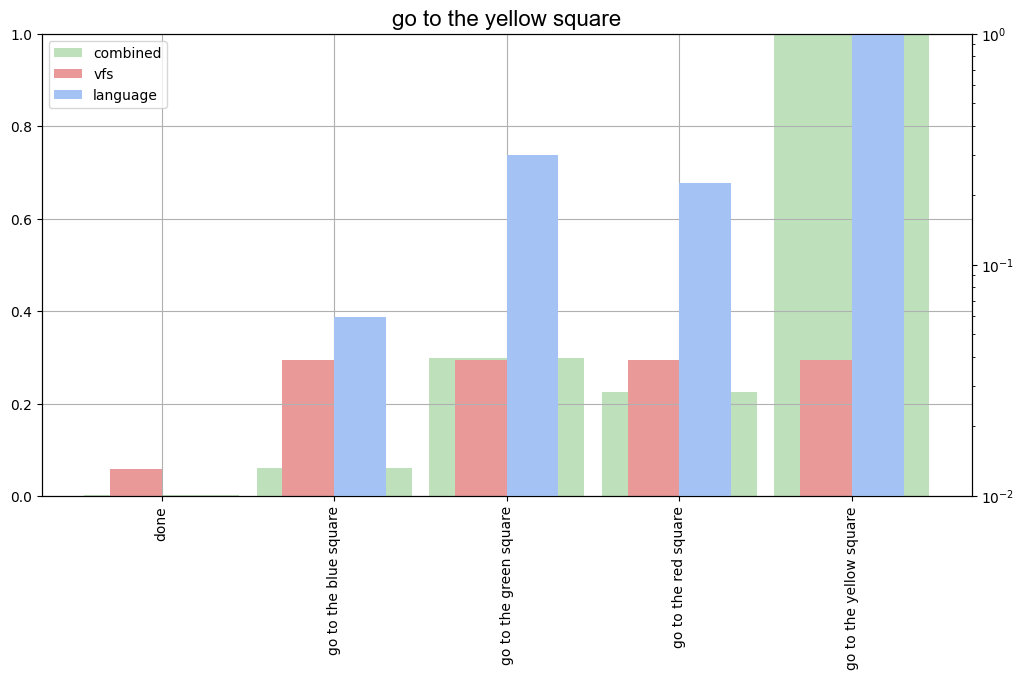 go to the yellow square
combined
vfs
language
1.0
0.8
0.6
0.4
0.2
0.0
10^0
10^-1
10^-2
done
go to the blue square
go to the green square
go to the red square
go to the yellow square